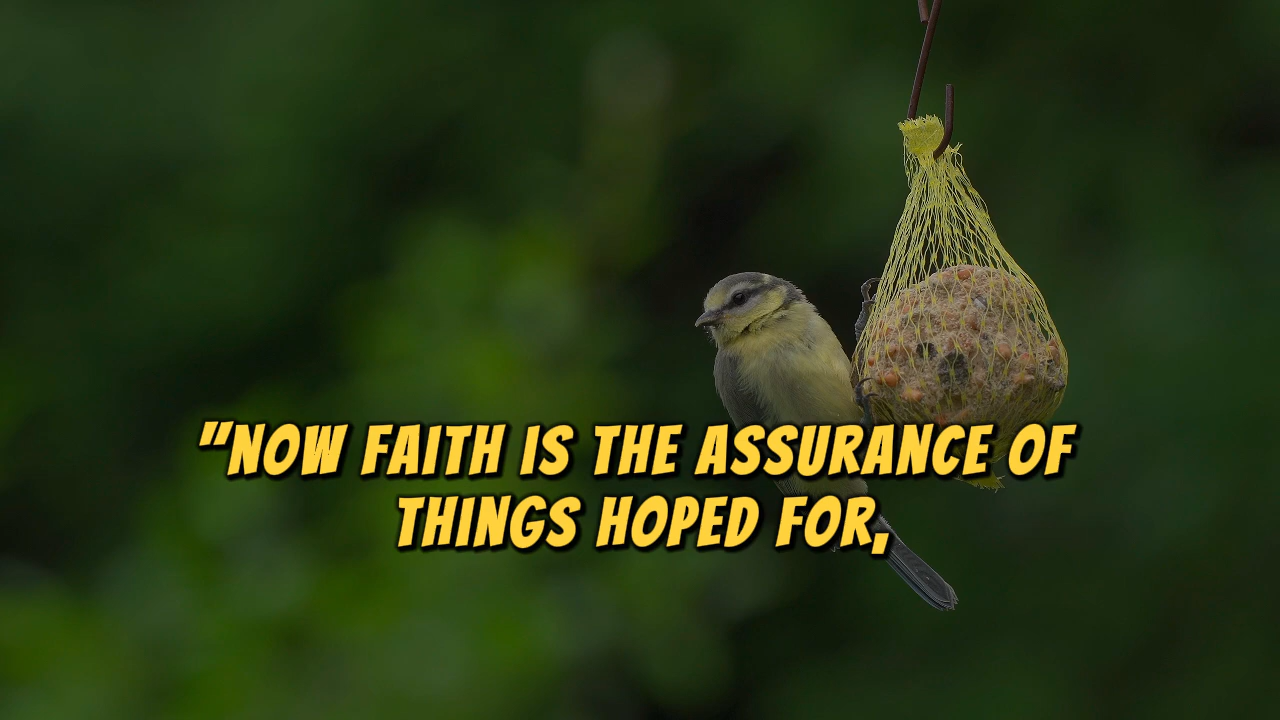 "NOW FAITH IS THE ASSURANCE OF
THINGS HOPED FOR,